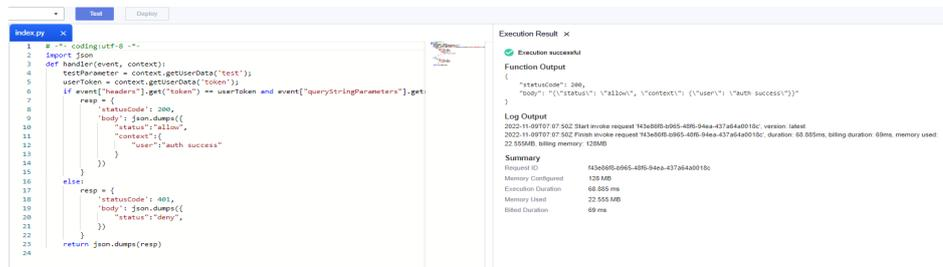 Test Deploy
index.py ×
1 # -*- coding:utf-8 -*-
2 import json
3 def handler(event, context):
4 testParameter = context.getUserData('test');
5 userToken = context.getUserData('token');
6 if event["headers"].get("token") == userToken and event["queryStringParameters"].get(
7 resp = {
8 'statusCode': 200,
9 'body': json.dumps({
10 "status":"allow",
11 "context":{
12 "user":"auth success"
13 }
14 })
15 }
16 else:
17 resp = {
18 'statusCode': 401,
19 'body': json.dumps({
20 "status":"deny",
21 })
22 }
23 return json.dumps(resp)
24
Execution Result ×
Execution successful
Function Output
{
"statusCode": 200,
"body": "{\"status\": \"allow\", \"context\": {\"user\": \"auth success\"}}"
}
Log Output
2022-11-09T07:07:50Z Start invoke request 'f43e86f8-b965-48f6-94ea-437a64a0018c', version: latest
2022-11-09T07:07:50Z Finish invoke request 'f43e86f8-b965-48f6-94ea-437a64a0018c', duration: 68.885ms, billing duration: 69ms, memory used:
22.555MB, billing memory: 128MB
Summary
Request ID f43e86f8-b965-48f6-94ea-437a64a0018c
Memory Configured 128 MB
Execution Duration 68.885 ms
Memory Used 22.555 MB
Billed Duration 69 ms